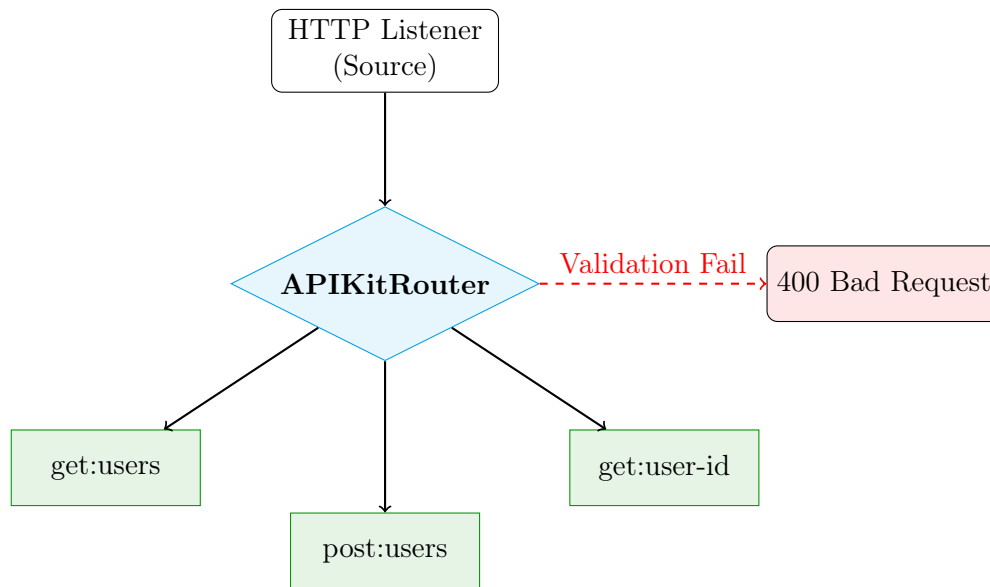 HTTP Listener
(Source)
Validation Fail
APIKitRouter
400 Bad Request
get:users
get:user-id
post:users